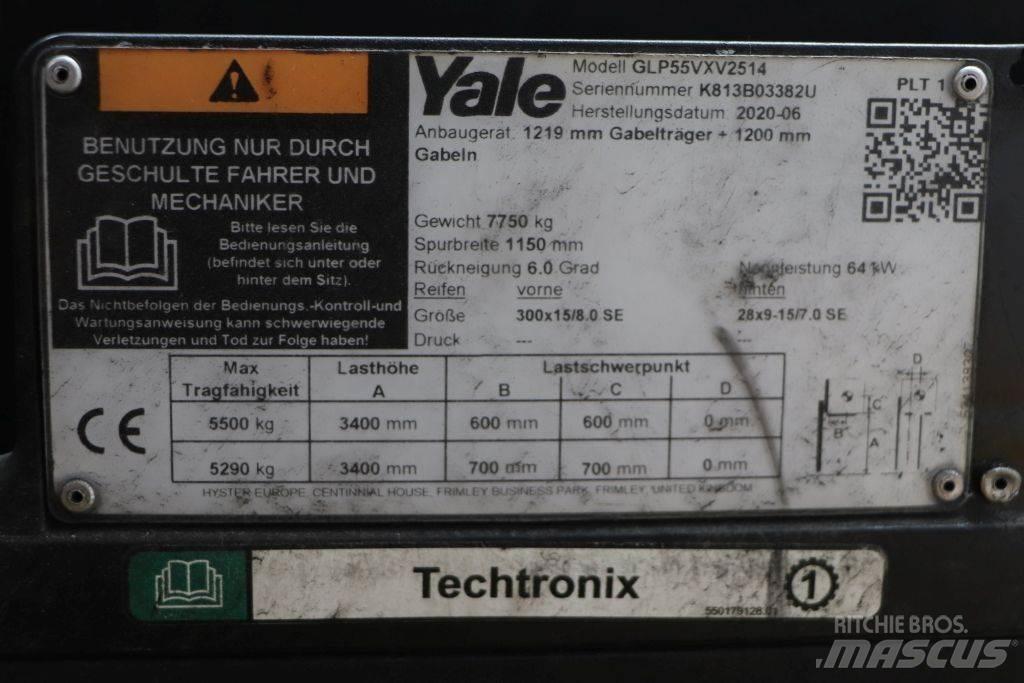 BENUTZUNG NUR DURCH
GESCHULTE FAHRER UND
MECHANIKER
Bitte lesen Sie die
Bedienungsanleitung
(befindet sich unter oder
hinter dem Sitz).
Das Nichtbefolgen der Bedienungs.-Kontroll-und
Wartungsanweisung kann schwerwiegende
Verletzungen und Tod zur Folge haben!
Yale
Modell GLP55VXV2514
Seriennummer K813B03382U
Herstellungsdatum 2020-06
PLT 1
Anbaugerät. 1219 mm Gabelträger + 1200 mm
Gabeln
Gewicht 7750 kg
Spurbreite 1150 mm
Rückneigung 6.0 Grad Nennleistung 64 kW
Reifen vorne hinten
Größe 300x15/8.0 SE 28x9-15/7.0 SE
Druck --- ---
Max Lasthöhe Lastschwerpunkt
Tragfahigkeit A B C D
5500 kg 3400 mm 600 mm 600 mm 0 mm
5290 kg 3400 mm 700 mm 700 mm 0 mm
CE
D
C
B
A
HYSTER EUROPE, CENTINNIAL HOUSE, FRIMLEY BUSINESS PARK, FRIMLEY, UNITED KINGDOM
Techtronix
1
550179128.01
RITCHIE BROS.
MASCUS